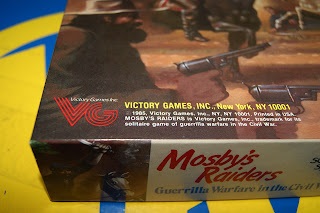 Victory Games Inc.
VG
VICTORY GAMES, INC., New York, NY 10001
1985, Victory Games, Inc., NY, NY 10001. Printed in USA.
MOSBY'S RAIDERS is Victory Games, Inc., trademark for its
solitaire game of guerrilla warfare in the Civil War.
Mosby's
Raiders
Guerrilla Warfare in the Civil